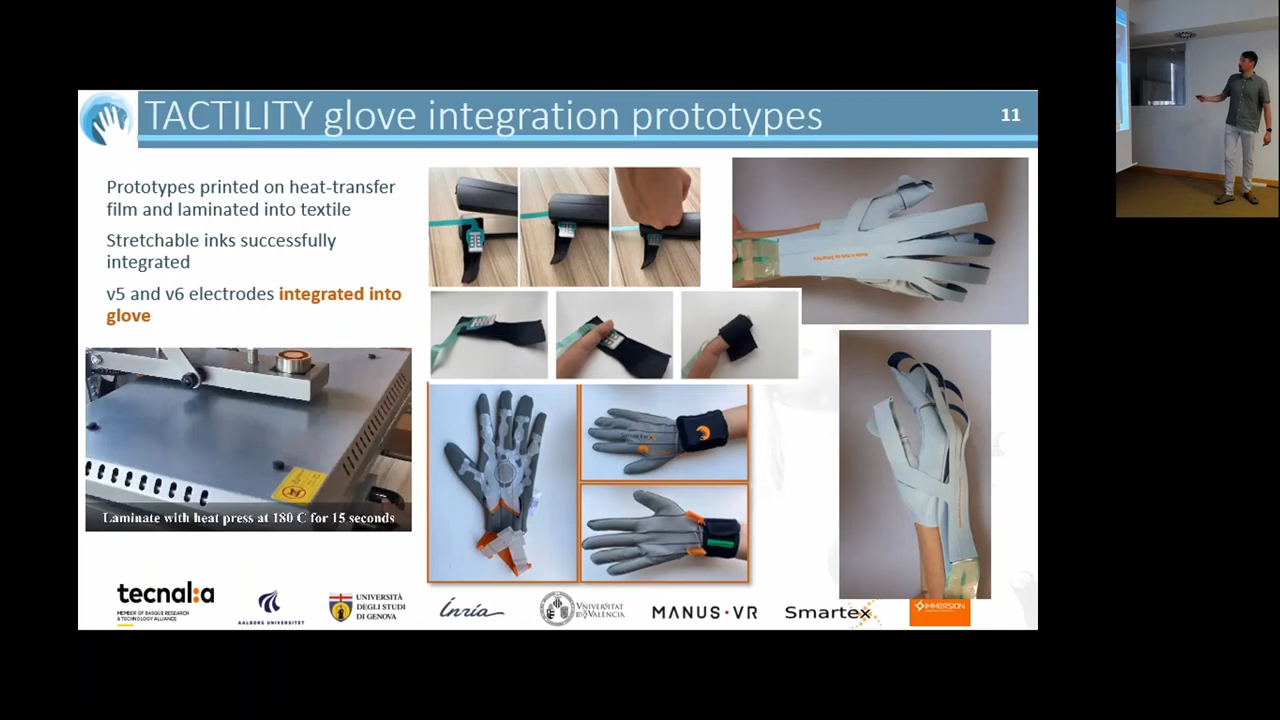 TACTILITY glove integration prototypes
11
Prototypes printed on heat-transfer
film and laminated into textile
Stretchable inks successfully
integrated
v5 and v6 electrodes integrated into
glove
Laminate with heat press at 180 C for 15 seconds
tecnal:a
MEMBER OF BASQUE RESEARCH
& TECHNOLOGY ALLIANCE
AALBORG UNIVERSITET
UNIVERSITÀ
DEGLI STUDI
DI GENOVA
Inria
VNIVERSITAT
DE VALÈNCIA
MANUS·VR
Smartex
IMMERSION